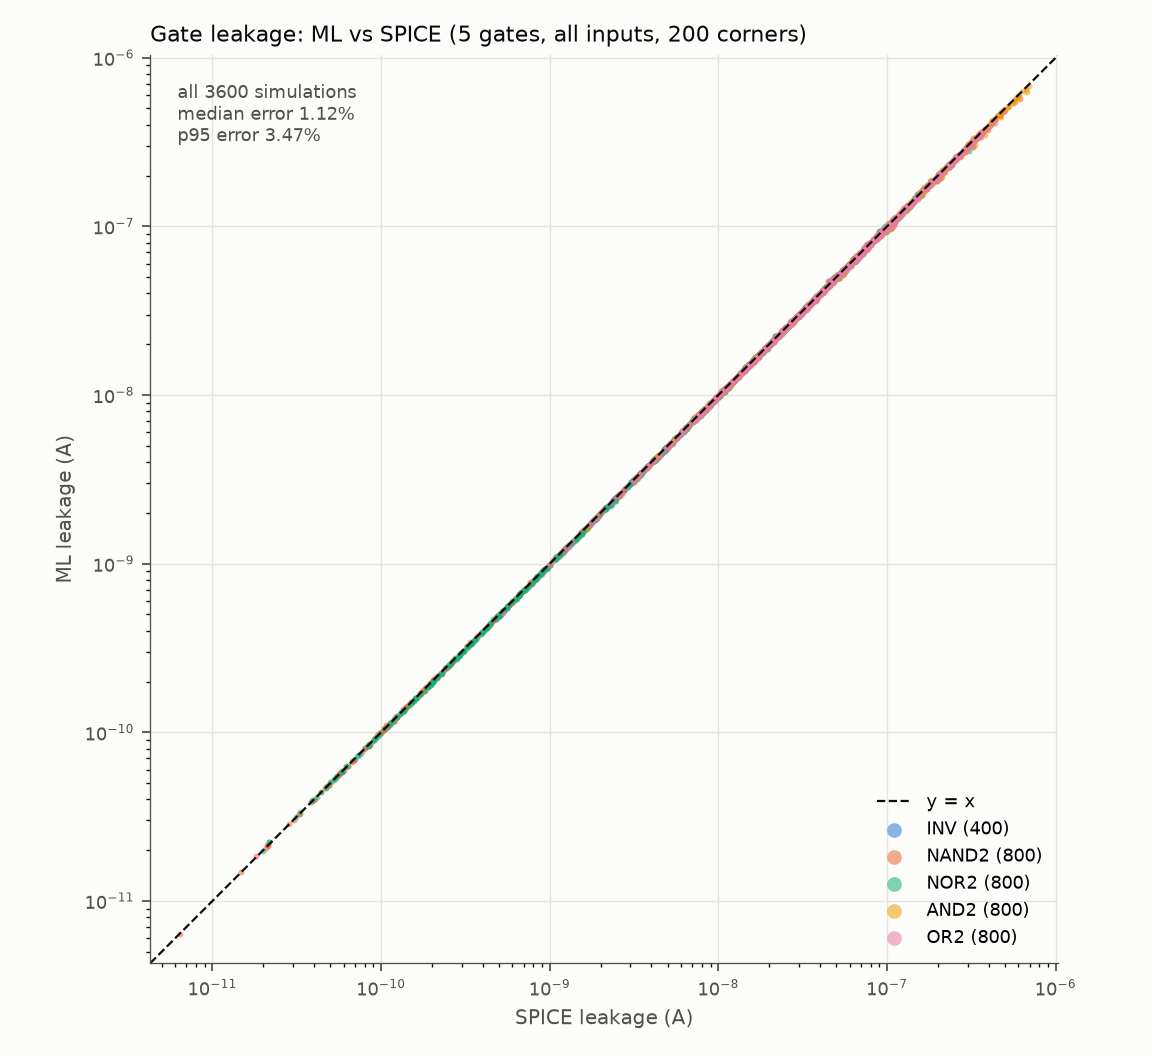 Gate leakage: ML vs SPICE (5 gates, all inputs, 200 corners)
all 3600 simulations
median error 1.12%
p95 error 3.47%
10⁻⁶
10⁻⁷
10⁻⁸
10⁻⁹
10⁻¹⁰
10⁻¹¹
ML leakage (A)
y = x
INV (400)
NAND2 (800)
NOR2 (800)
AND2 (800)
OR2 (800)
10⁻¹¹ 10⁻¹⁰ 10⁻⁹ 10⁻⁸ 10⁻⁷ 10⁻⁶
SPICE leakage (A)